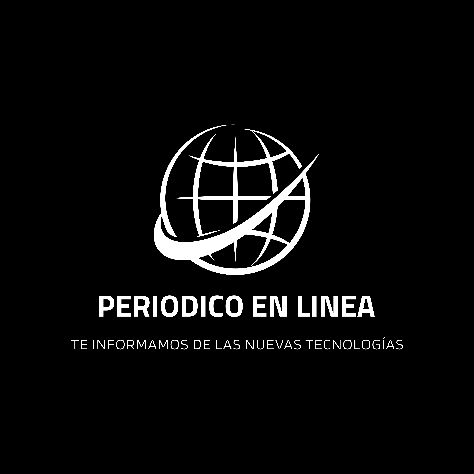 PERIODICO EN LINEA
TE INFORMAMOS DE LAS NUEVAS TECNOLOGÍAS